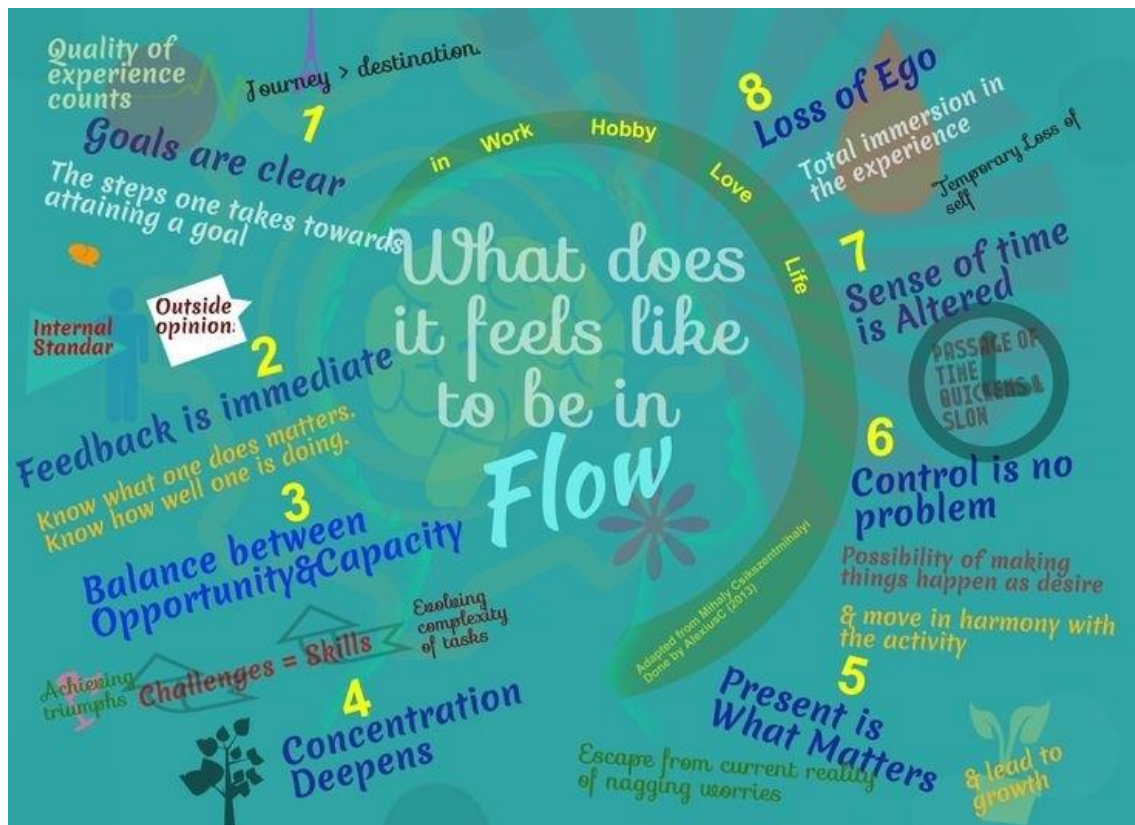 What does
it feels like
to be in
Flow
in Work Hobby Love Life
Quality of
experience
counts
Journey > destination.
1
Goals are clear
The steps one takes towards
attaining a goal
Internal
Standar
Outside
opinion.
2
Feedback is immediate
Know what one does matters.
Know how well one is doing.
3
Balance between
Opportunity&Capacity
Achieving
triumphs
Challenges = Skills
Evolving
complexity
of tasks
4
Concentration
Deepens
5
Present is
What Matters
Escape from current reality
of nagging worries
& lead to
growth
6
Control is no
problem
Possibility of making
things happen as desire
& move in harmony with
the activity
7
Sense of time
is Altered
PASSAGE OF
TIME
QUICKENS &
SLOW
8
Loss of Ego
Total immersion in
the experience
Temporary Loss of
self
Adapted from Mihaly Csikszentmihalyi
Done by AlexiusC (2013)